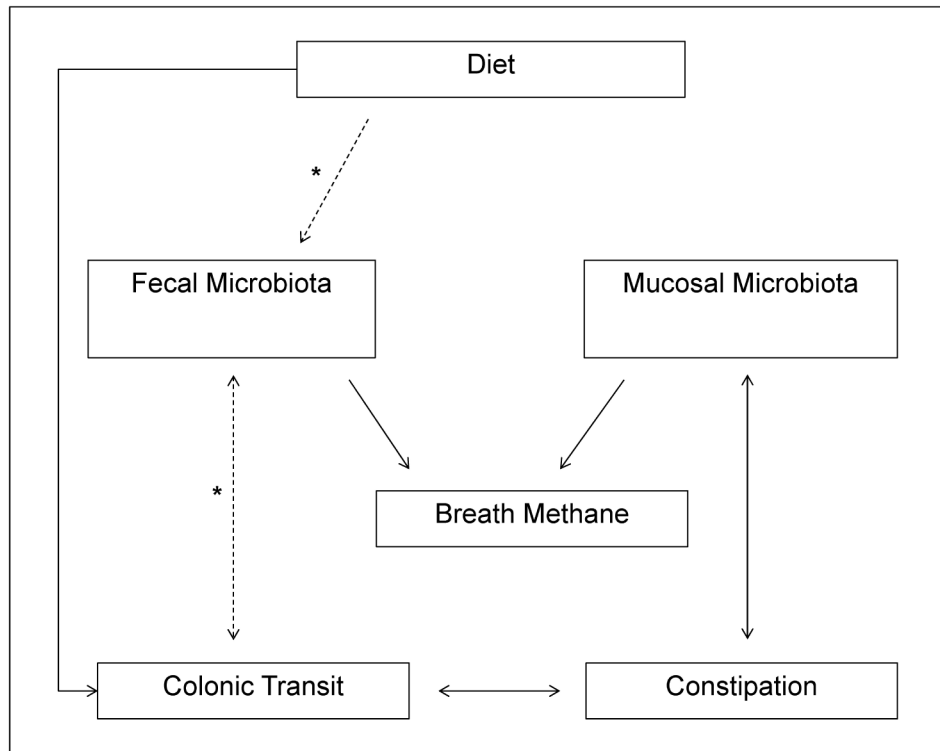 Diet
*
Fecal Microbiota
Mucosal Microbiota
*
Breath Methane
Colonic Transit
Constipation